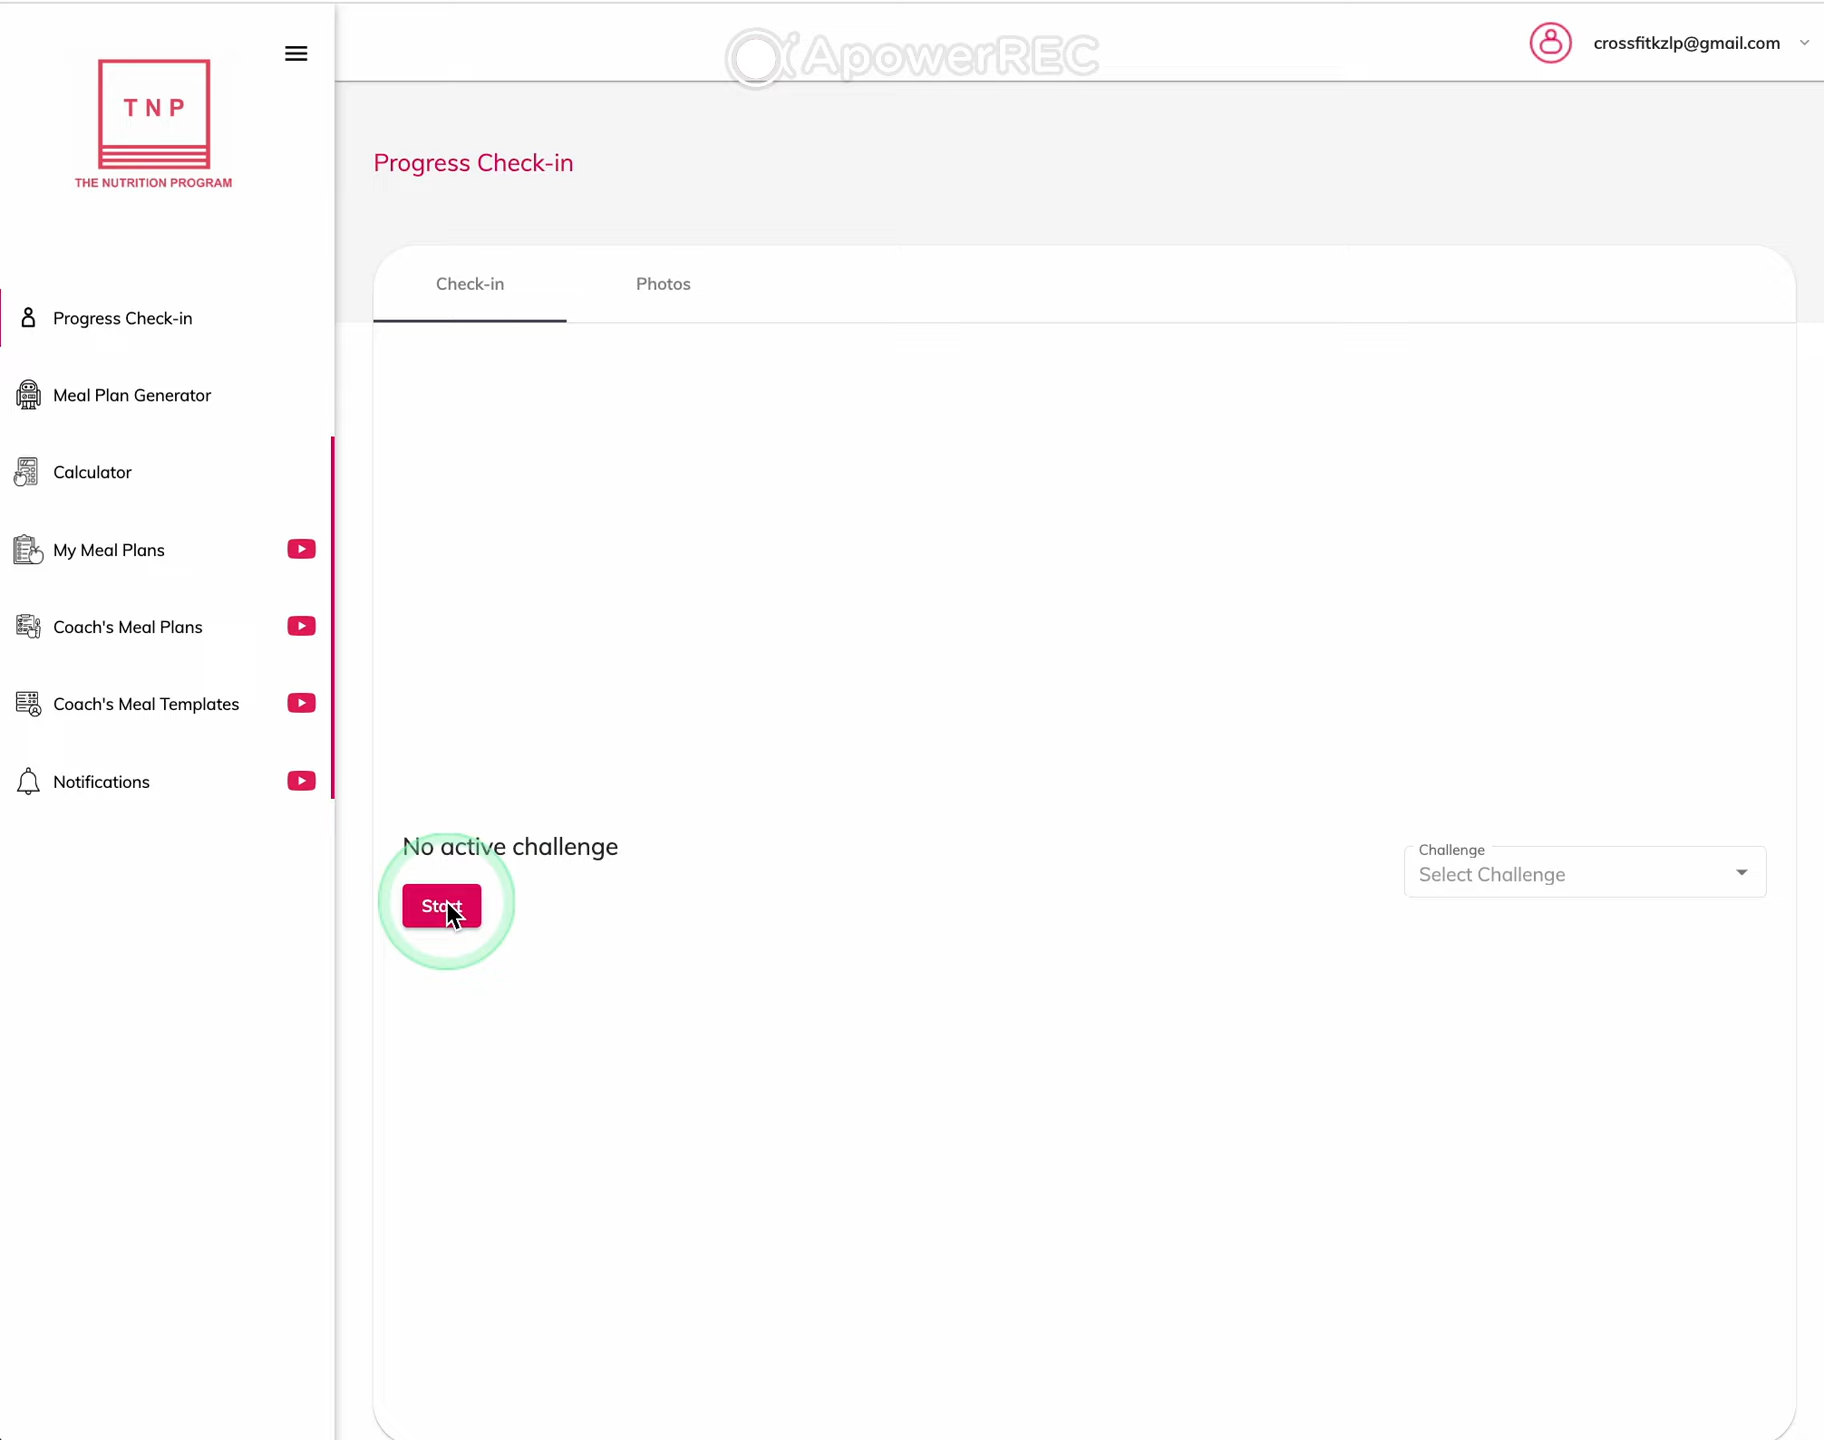 TNP
THE NUTRITION PROGRAM
ApowerREC
crossfitkzlp@gmail.com
Progress Check-in
Check-in
Photos
Progress Check-in
Meal Plan Generator
Calculator
My Meal Plans
Coach's Meal Plans
Coach's Meal Templates
Notifications
No active challenge
Start
Challenge
Select Challenge